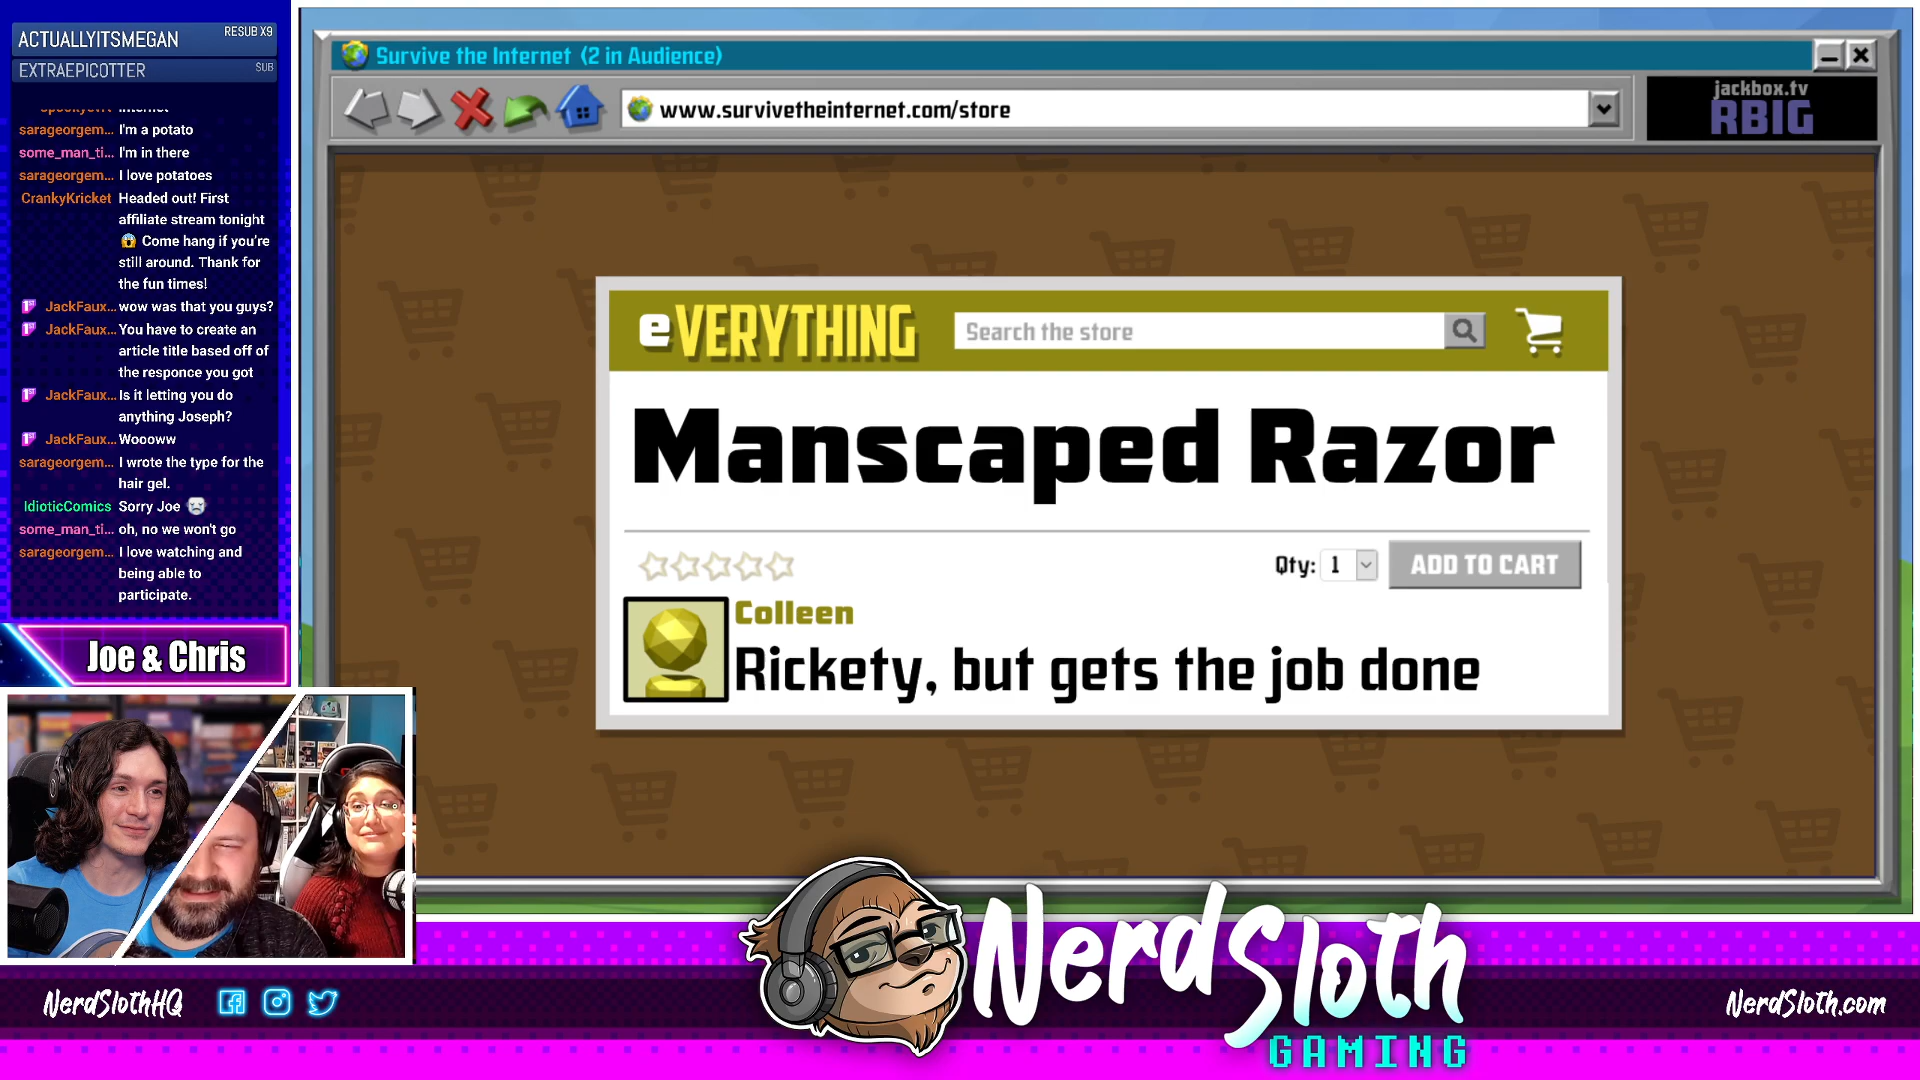 ACTUALLYITSMEGAN RESUB X9
EXTRAEPICOTTER SUB
sarageorgem... I'm a potato
some_man_ti... I'm in there
sarageorgem... I love potatoes
CrankyKricket Headed out! First
affiliate stream tonight
😱 Come hang if you're
still around. Thank for
the fun times!
JackFaux... wow was that you guys?
JackFaux... You have to create an
article title based off of
the responce you got
JackFaux... Is it letting you do
anything Joseph?
JackFaux... Woooww
sarageorgem... I wrote the type for the
hair gel.
IdioticComics Sorry Joe
some_man_ti... oh, no we won't go
sarageorgem... I love watching and
being able to
participate.
Joe & Chris
Survive the Internet (2 in Audience)
www.survivetheinternet.com/store
jackbox.tv
RBIG
eVERYTHING
Search the store
Manscaped Razor
Qty: 1 ADD TO CART
Colleen
Rickety, but gets the job done
NerdSlothHQ
NerdSloth
GAMING
NerdSloth.com